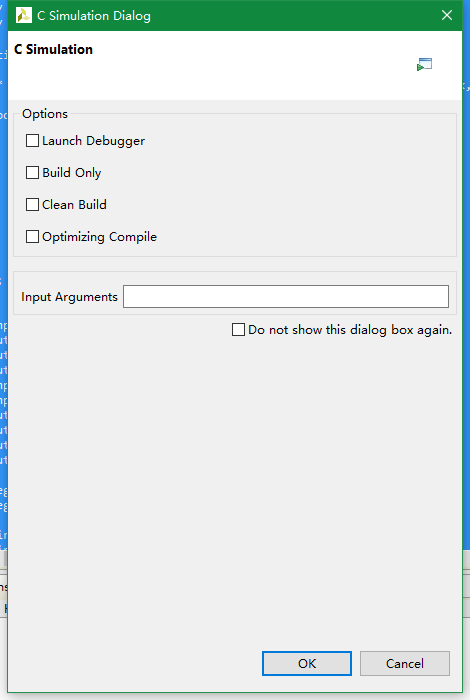 C Simulation Dialog
C Simulation
Options
Launch Debugger
Build Only
Clean Build
Optimizing Compile
Input Arguments
Do not show this dialog box again.
OK
Cancel